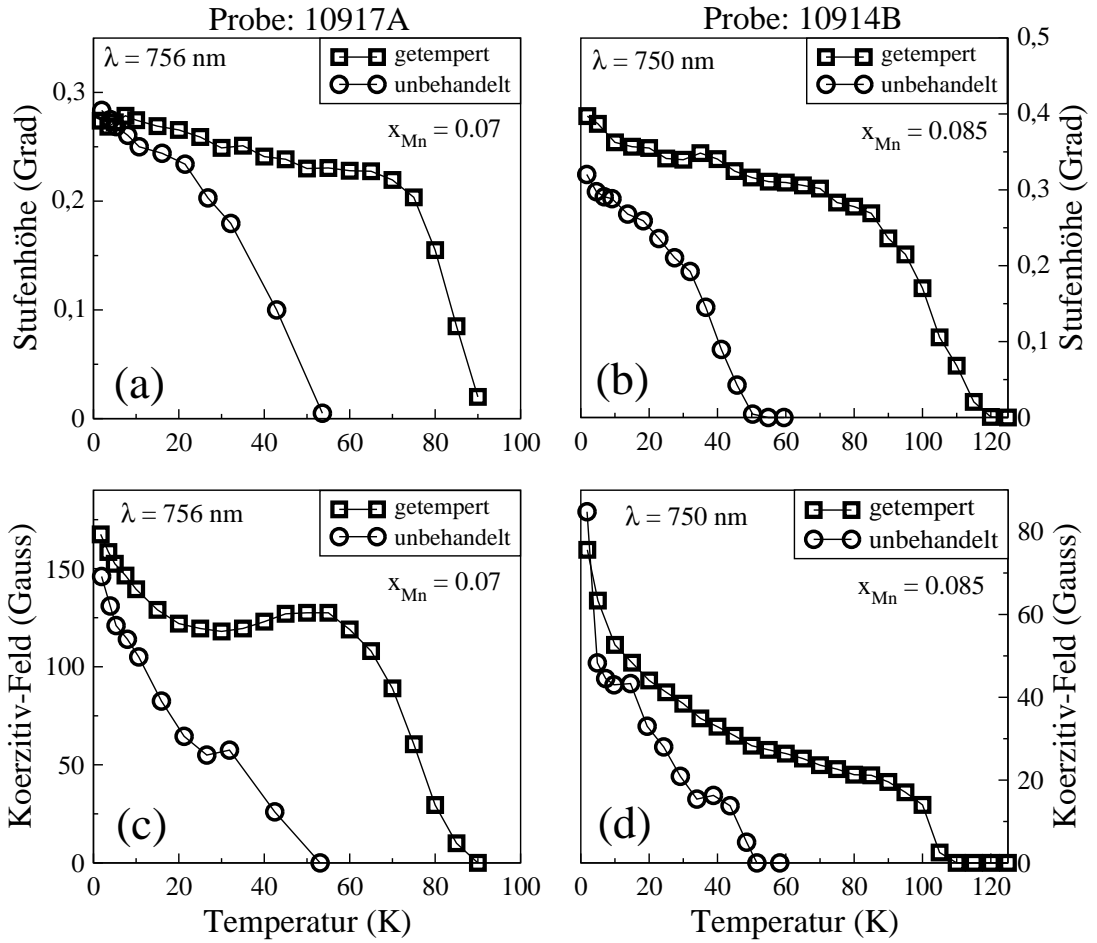 Probe: 10917A
Probe: 10914B
λ = 756 nm
getempert
unbehandelt
x_Mn = 0.07
(a)
Stufenhöhe (Grad)
0,3
0,2
0,1
0
0 20 40 60 80 100
λ = 750 nm
getempert
unbehandelt
x_Mn = 0.085
(b)
Stufenhöhe (Grad)
0,5
0,4
0,3
0,2
0,1
0
0 20 40 60 80 100 120
λ = 756 nm
getempert
unbehandelt
x_Mn = 0.07
(c)
Koerzitiv-Feld (Gauss)
150
100
50
0
0 20 40 60 80 100
Temperatur (K)
λ = 750 nm
getempert
unbehandelt
x_Mn = 0.085
(d)
Koerzitiv-Feld (Gauss)
80
60
40
20
0
0 20 40 60 80 100 120
Temperatur (K)